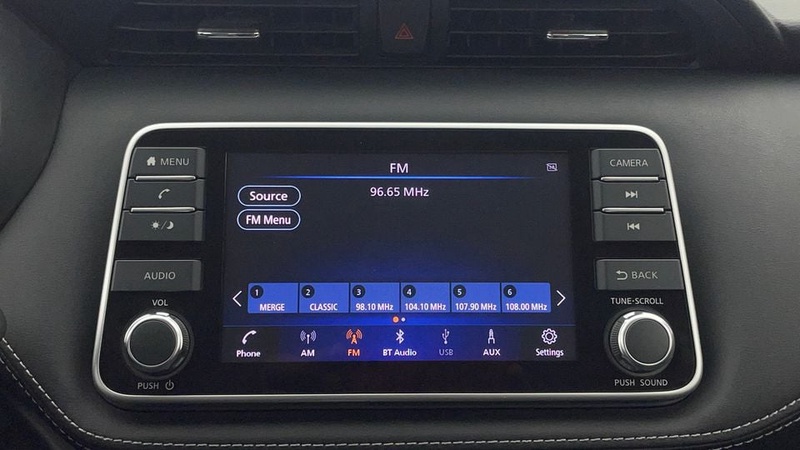 MENU
AUDIO
VOL
PUSH
FM
96.65 MHz
Source
FM Menu
1 MERGE
2 CLASSIC
3 98.10 MHz
4 104.10 MHz
5 107.90 MHz
6 108.00 MHz
Phone
AM
FM
BT Audio
USB
AUX
Settings
CAMERA
BACK
TUNE-SCROLL
PUSH SOUND